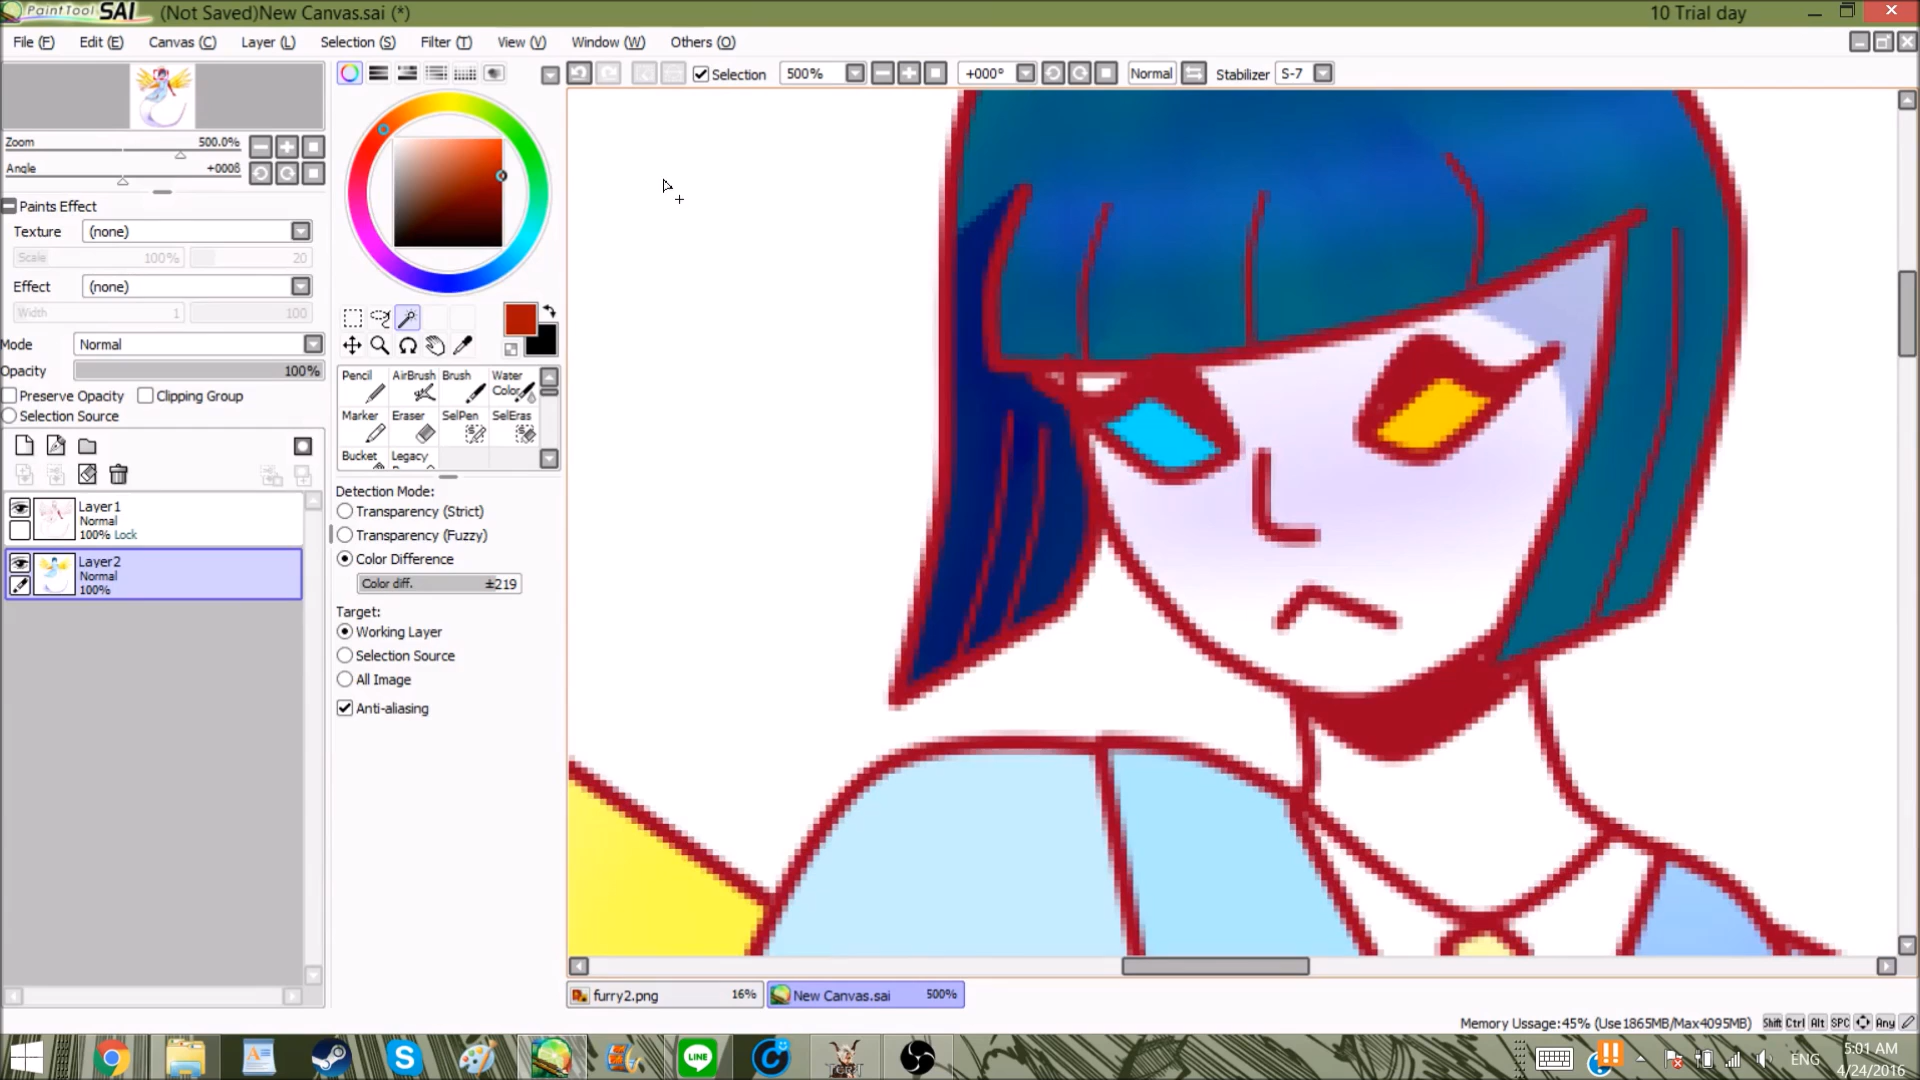 PaintTool SAI (Not Saved)New Canvas.sai (*) 10 Trial day
File (F) Edit (E) Canvas (C) Layer (L) Selection (S) Filter (T) View (V) Window (W) Others (O)
Selection 500% +000° Normal Stabilizer S-7
Zoom 500.0%
Angle +000ß
Paints Effect
Texture (none)
Scale 100% 20
Effect (none)
Width 1 100
Mode Normal
Opacity 100%
Preserve Opacity Clipping Group
Selection Source
Layer1
Normal
100% Lock
Layer2
Normal
100%
Pencil AirBrush Brush Water Color
Marker Eraser SelPen SelEras
Bucket Legacy
Detection Mode:
Transparency (Strict)
Transparency (Fuzzy)
Color Difference
Color diff. ±219
Target:
Working Layer
Selection Source
All Image
Anti-aliasing
furry2.png 16% New Canvas.sai 500%
Memory Ussage:45% (Use1865MB/Max4095MB) Shift Ctrl Alt SPC Any
LINE
ENG
5:01 AM
4/24/2016